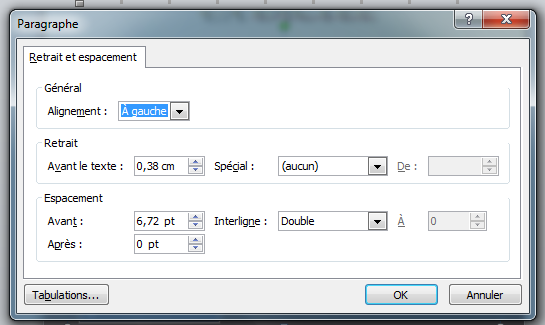 Paragraphe
Retrait et espacement
Général
Alignement : À gauche
Retrait
Avant le texte : 0,38 cm Spécial : (aucun) De :
Espacement
Avant : 6,72 pt Interligne : Double À 0
Après : 0 pt
Tabulations... OK Annuler